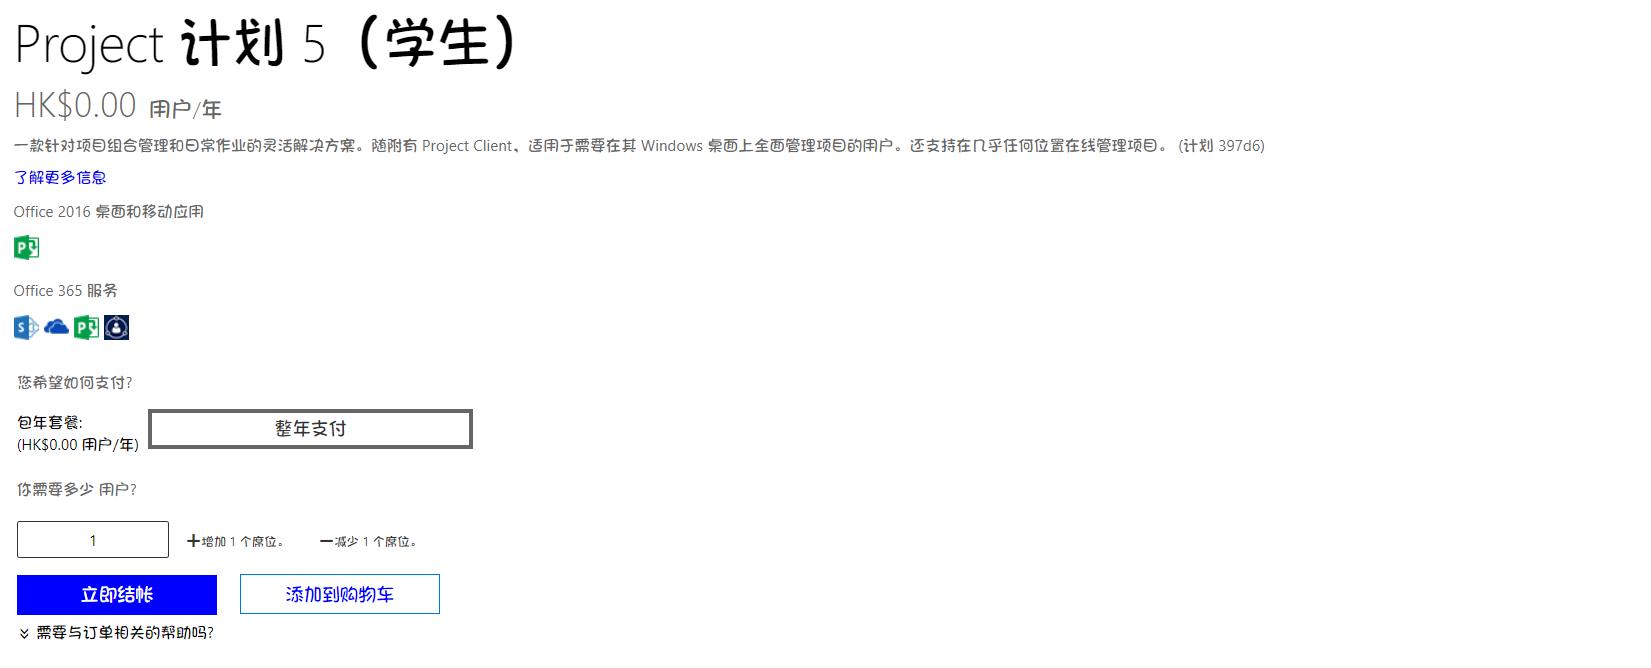 Project 计划 5（学生）
HK$0.00 用户/年
一款针对项目组合管理和日常作业的灵活解决方案。随附有 Project Client、适用于需要在其 Windows 桌面上全面管理项目的用户。还支持在几乎任何位置在线管理项目。 (计划 397d6)
了解更多信息
Office 2016 桌面和移动应用
Office 365 服务
您希望如何支付?
包年套餐:
(HK$0.00 用户/年)
整年支付
你需要多少 用户?
1
+增加 1 个席位。
−减少 1 个席位。
立即结帐
添加到购物车
需要与订单相关的帮助吗?